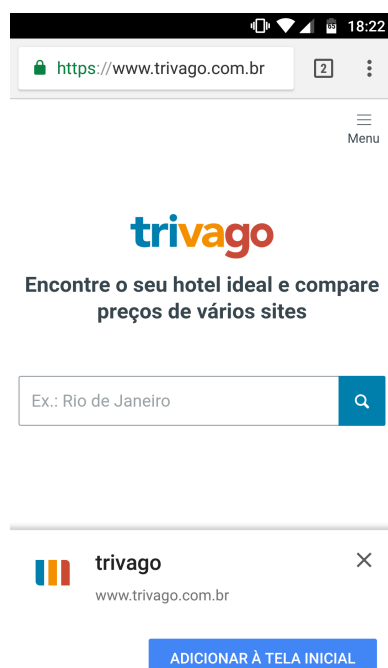 18:22
https://www.trivago.com.br
2
Menu
trivago
Encontre o seu hotel ideal e compare
preços de vários sites
Ex.: Rio de Janeiro
trivago
www.trivago.com.br
ADICIONAR À TELA INICIAL